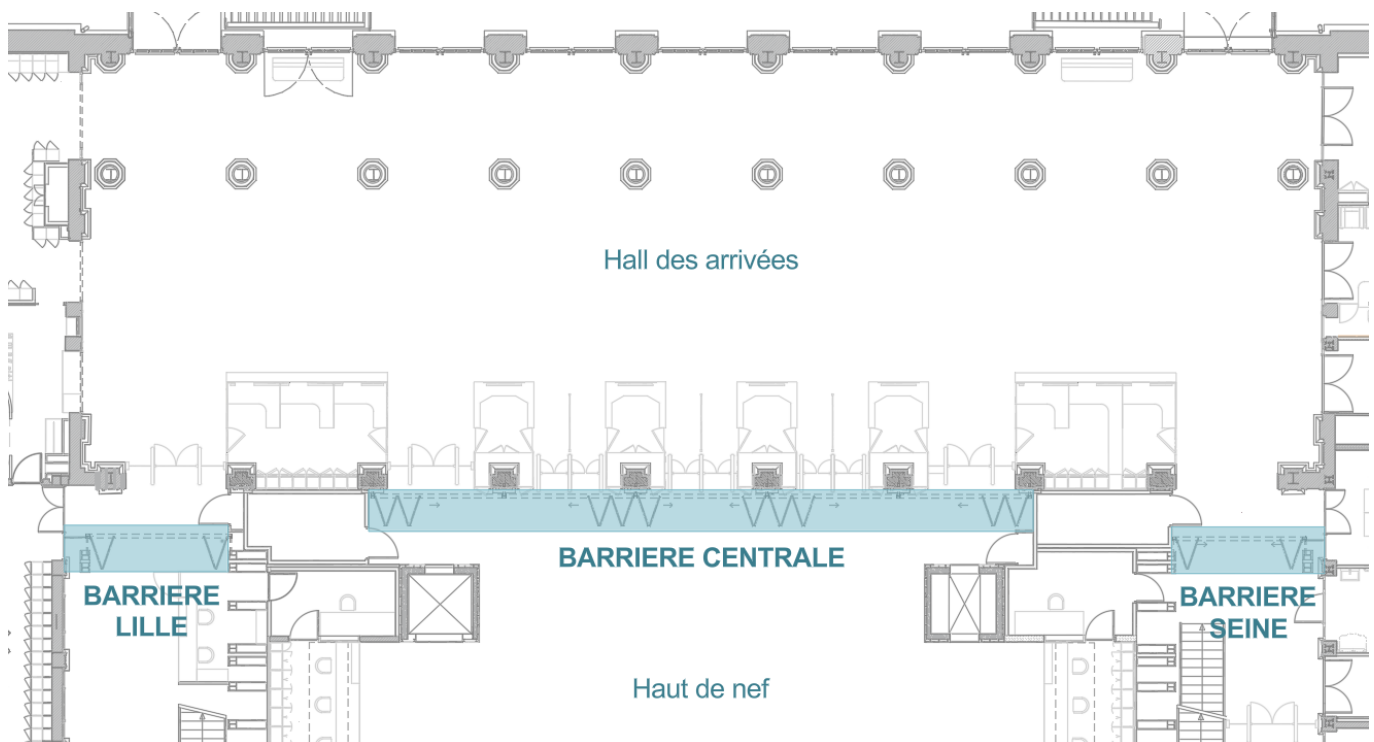 Hall des arrivées
BARRIERE CENTRALE
BARRIERE
LILLE
BARRIERE
SEINE
Haut de nef